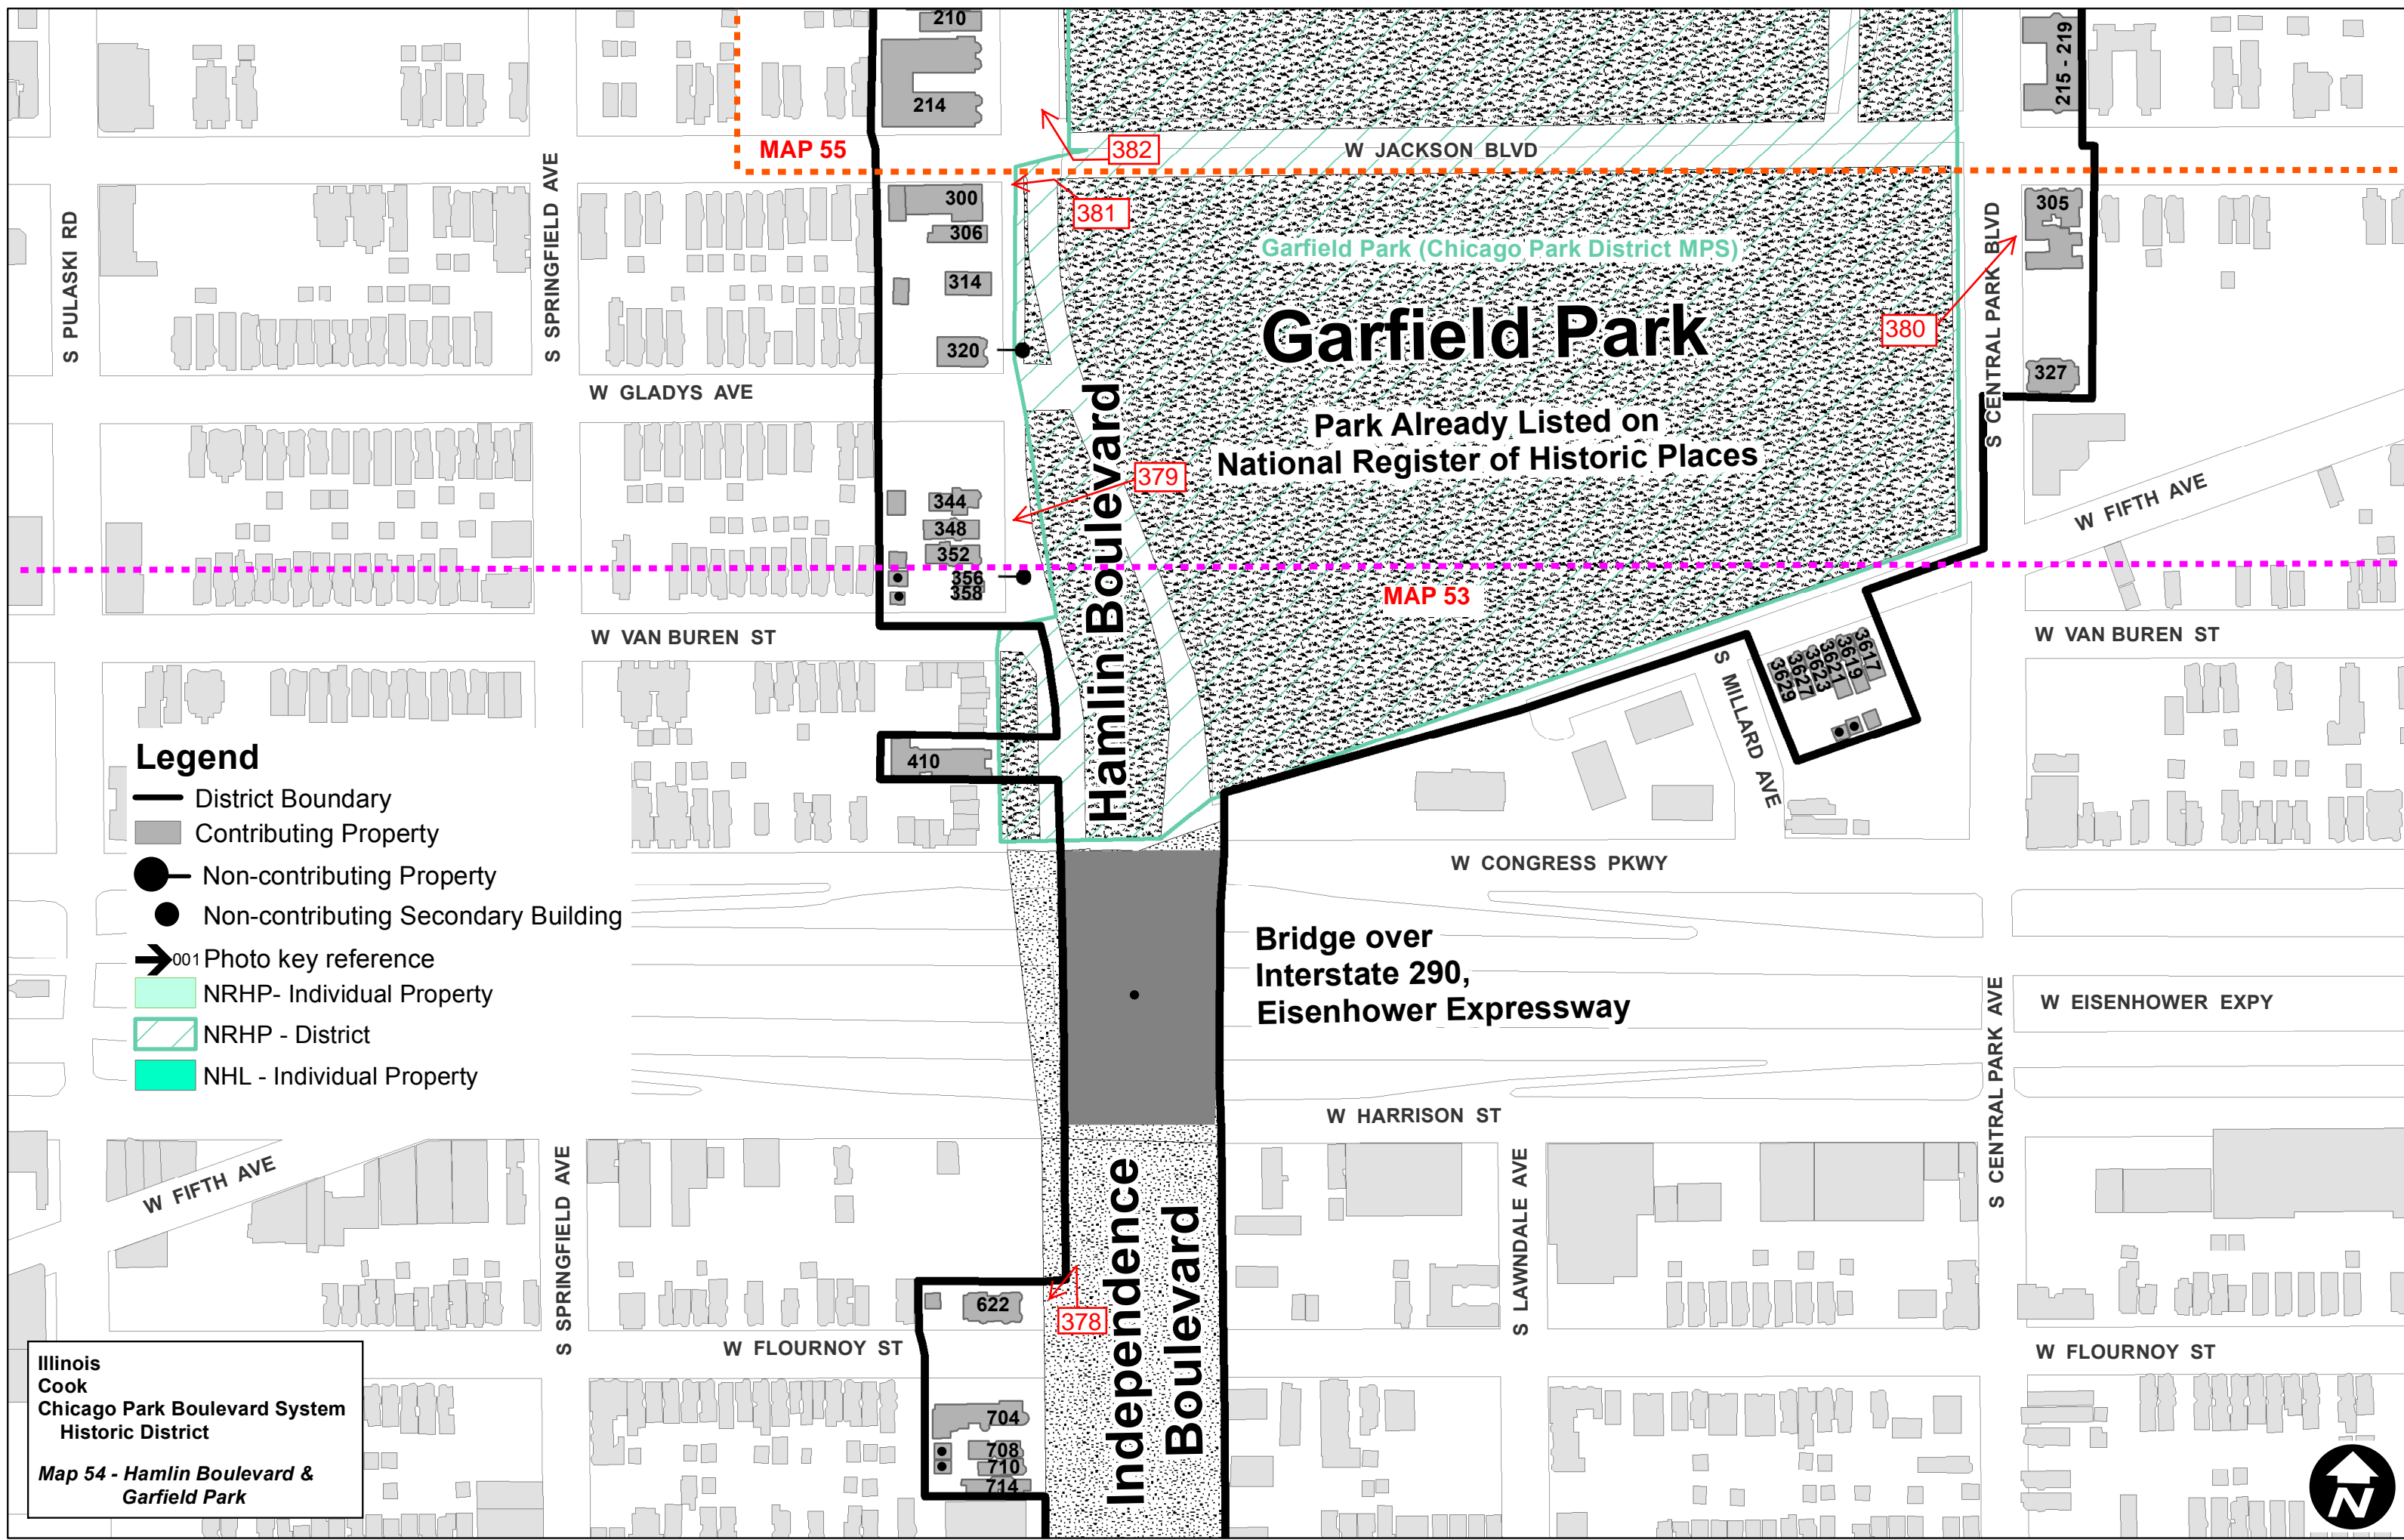 210
214
215 - 219
MAP 55
382
W JACKSON BLVD
S PULASKI RD
S SPRINGFIELD AVE
300
306
314
320
381
305
327
380
S CENTRAL PARK BLVD
Garfield Park (Chicago Park District MPS)
Garfield Park
Park Already Listed on
National Register of Historic Places
W GLADYS AVE
Hamlin Boulevard
379
344
348
352
356
358
W FIFTH AVE
MAP 53
W VAN BUREN ST
W VAN BUREN ST
S MILLARD AVE
3629
3627
3623
3621
3619
3617
410
Legend
District Boundary
Contributing Property
Non-contributing Property
Non-contributing Secondary Building
001 Photo key reference
NRHP- Individual Property
NRHP - District
NHL - Individual Property
W CONGRESS PKWY
Bridge over
Interstate 290,
Eisenhower Expressway
W EISENHOWER EXPY
S CENTRAL PARK AVE
W HARRISON ST
W FIFTH AVE
S SPRINGFIELD AVE
S LAWNDALE AVE
Independence
Boulevard
622
378
W FLOURNOY ST
W FLOURNOY ST
704
708
710
714
Illinois
Cook
Chicago Park Boulevard System
Historic District
Map 54 - Hamlin Boulevard &
Garfield Park
N